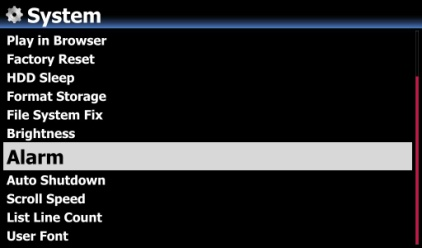 System
Play in Browser
Factory Reset
HDD Sleep
Format Storage
File System Fix
Brightness
Alarm
Auto Shutdown
Scroll Speed
List Line Count
User Font